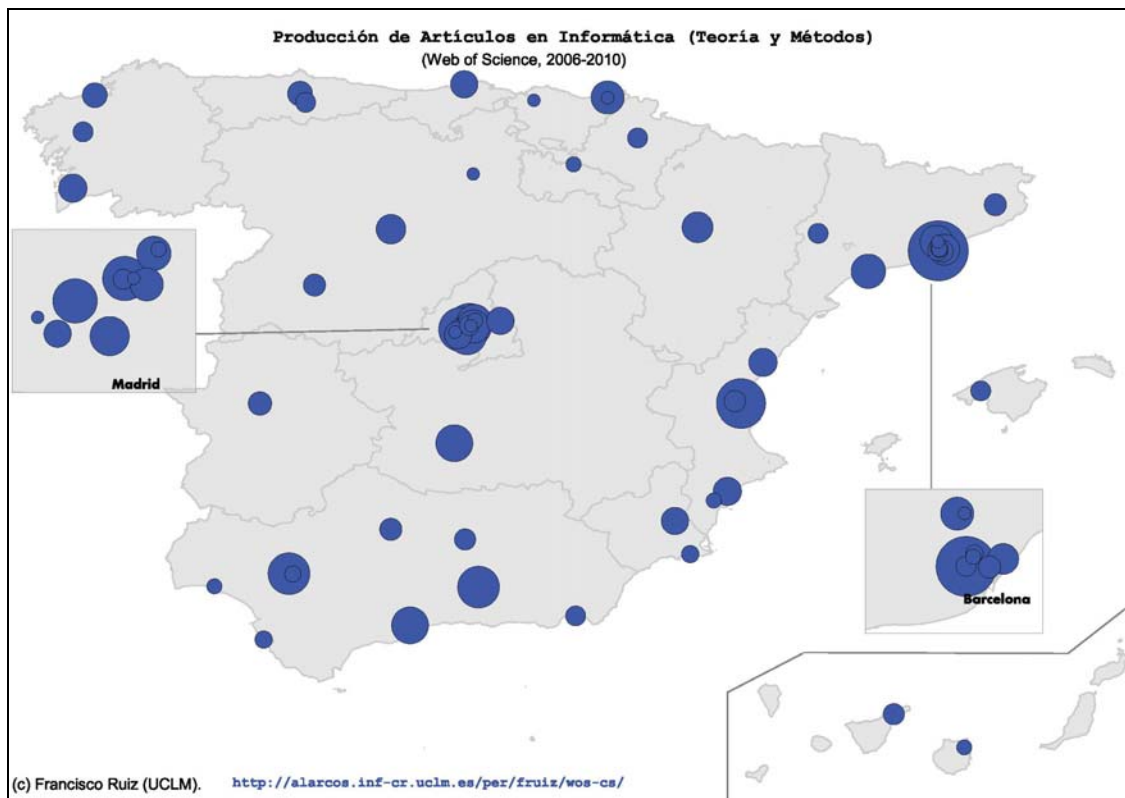 Producción de Artículos en Informática (Teoría y Métodos)
(Web of Science, 2006-2010)
Madrid
Barcelona
(c) Francisco Ruiz (UCLM). http://alarcos.inf-cr.uclm.es/per/fruiz/wos-cs/